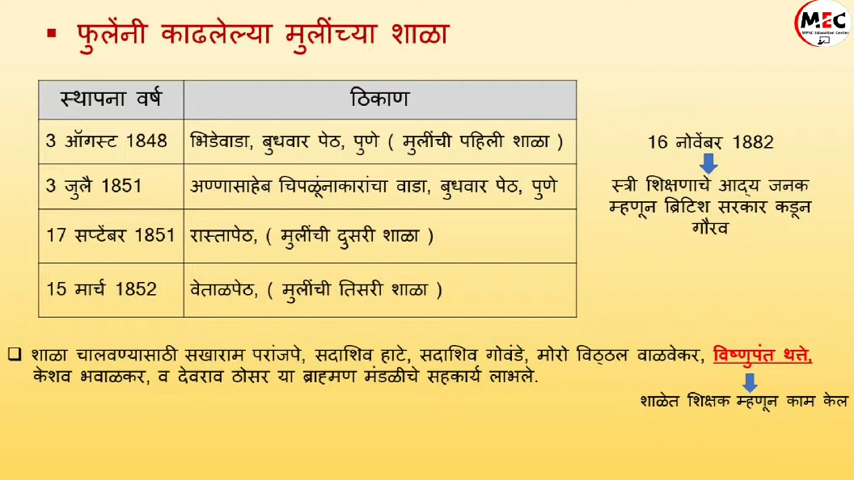 फुलेंनी काढलेल्या मुलींच्या शाळा
MEC
MPSC Education Center
स्थापना वर्ष ठिकाण
3 ऑगस्ट 1848 भिडेवाडा, बुधवार पेठ, पुणे ( मुलींची पहिली शाळा )
3 जुलै 1851 अण्णासाहेब चिपळूंनाकारांचा वाडा, बुधवार पेठ, पुणे
17 सप्टेंबर 1851 रास्तापेठ, ( मुलींची दुसरी शाळा )
15 मार्च 1852 वेताळपेठ, ( मुलींची तिसरी शाळा )
16 नोवेंबर 1882
स्त्री शिक्षणाचे आद्य जनक
म्हणून ब्रिटिश सरकार कडून
गौरव
शाळा चालवण्यासाठी सखाराम परांजपे, सदाशिव हाटे, सदाशिव गोवंडे, मोरो विठ्ठल वाळवेकर, विष्णुपंत थत्ते,
केशव भवाळकर, व देवराव ठोसर या ब्राह्मण मंडळीचे सहकार्य लाभले.
शाळेत शिक्षक म्हणून काम केल